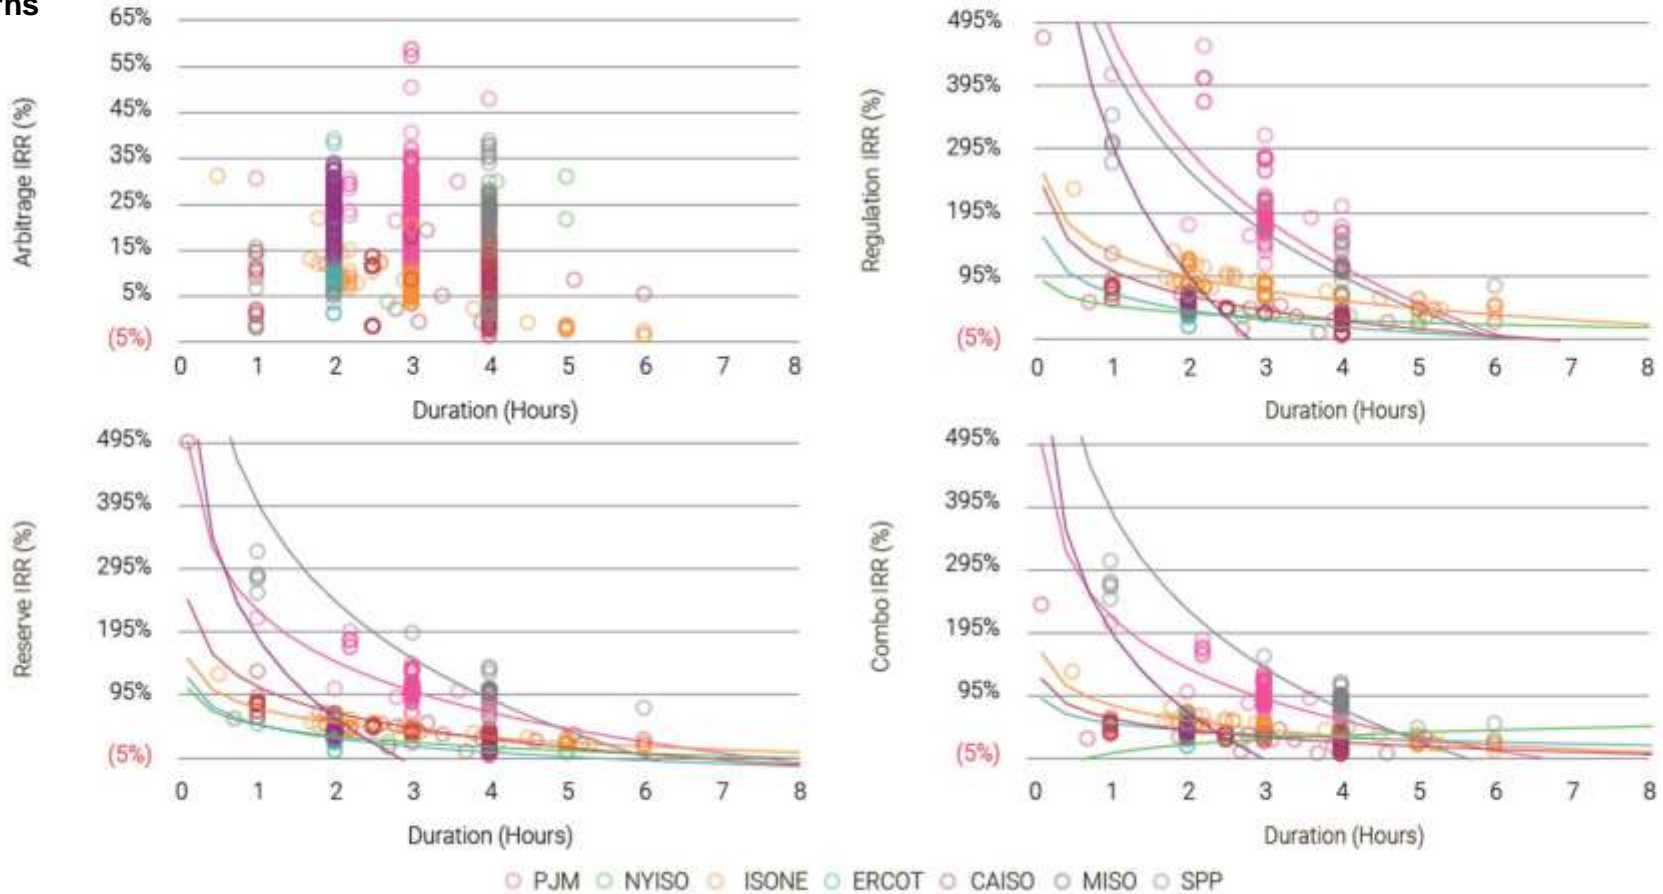 rns
65%
55%
45%
35%
25%
15%
5%
(5%)
Arbitrage IRR (%)
0 1 2 3 4 5 6 7 8
Duration (Hours)
495%
395%
295%
195%
95%
(5%)
Regulation IRR (%)
0 1 2 3 4 5 6 7 8
Duration (Hours)
495%
395%
295%
195%
95%
(5%)
Reserve IRR (%)
0 1 2 3 4 5 6 7 8
Duration (Hours)
495%
395%
295%
195%
95%
(5%)
Combo IRR (%)
0 1 2 3 4 5 6 7 8
Duration (Hours)
PJM NYISO ISONE ERCOT CAISO MISO SPP